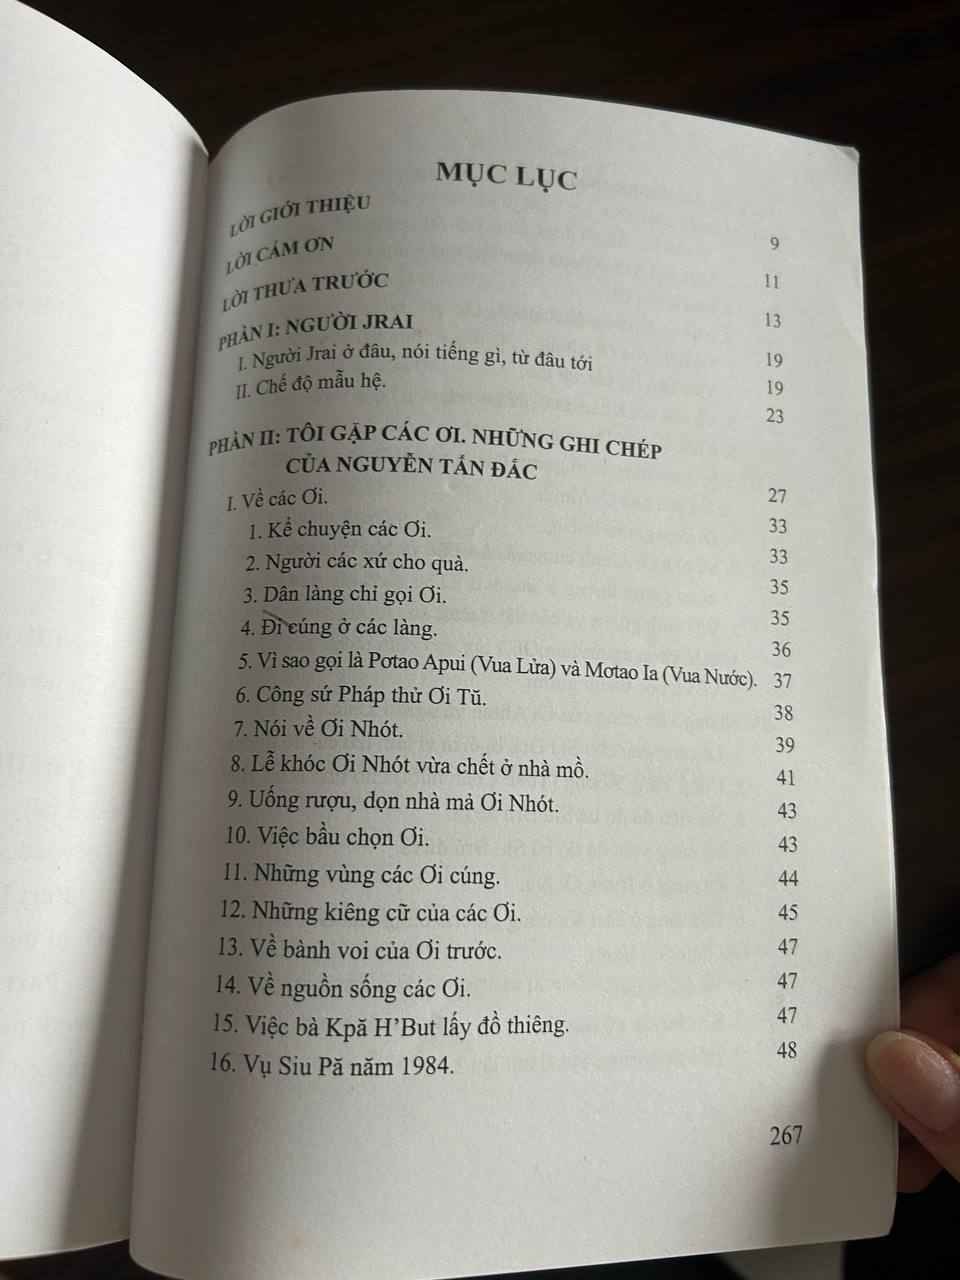 MỤC LỤC
LỜI GIỚI THIỆU 9
LỜI CÁM ƠN 11
LỜI THƯA TRƯỚC 13
PHẦN I: NGƯỜI JRAI 19
I. Người Jrai ở đâu, nói tiếng gì, từ đâu tới 19
II. Chế độ mẫu hệ. 23
PHẦN II: TÔI GẶP CÁC ƠI. NHỮNG GHI CHÉP
CỦA NGUYỄN TẤN ĐẮC 27
I. Về các Ơi. 33
1. Kể chuyện các Ơi. 33
2. Người các xứ cho quà. 35
3. Dân làng chỉ gọi Ơi. 35
4. Đi cúng ở các làng. 36
5. Vì sao gọi là Pơtao Apui (Vua Lửa) và Mơtao Ia (Vua Nước). 37
6. Công sứ Pháp thử Ơi Tŭ. 38
7. Nói về Ơi Nhót. 39
8. Lễ khóc Ơi Nhót vừa chết ở nhà mồ. 41
9. Uống rượu, dọn nhà mả Ơi Nhót. 43
10. Việc bầu chọn Ơi. 43
11. Những vùng các Ơi cúng. 44
12. Những kiêng cữ của các Ơi. 45
13. Về bành voi của Ơi trước. 47
14. Về nguồn sống các Ơi. 47
15. Việc bà Kpă H'But lấy đồ thiêng. 47
16. Vụ Siu Pă năm 1984. 48
267